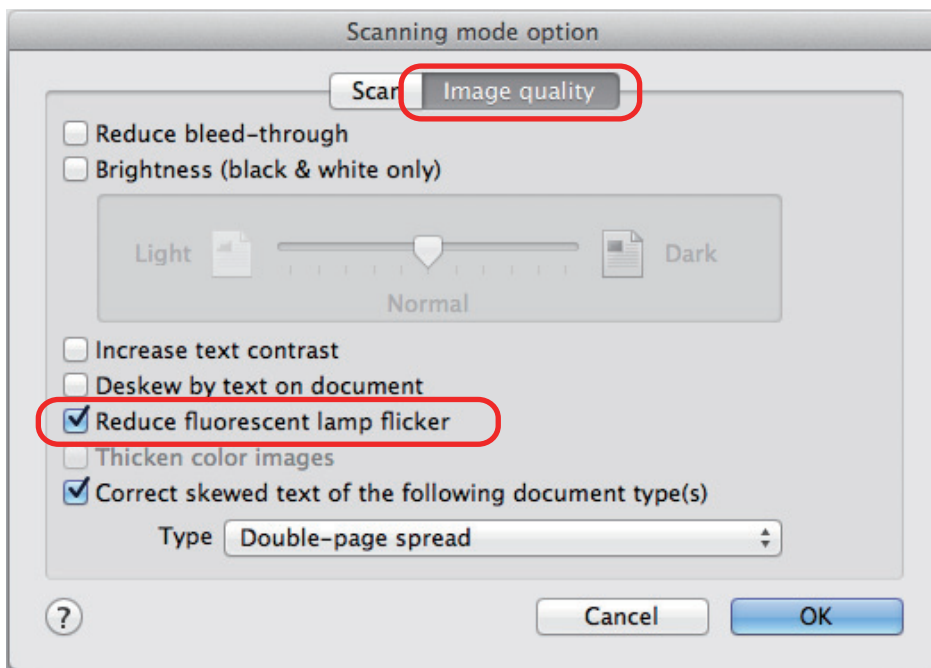 Scanning mode option
Scan Image quality
Reduce bleed-through
Brightness (black & white only)
Light Dark
Normal
Increase text contrast
Deskew by text on document
Reduce fluorescent lamp flicker
Thicken color images
Correct skewed text of the following document type(s)
Type Double-page spread
? Cancel OK